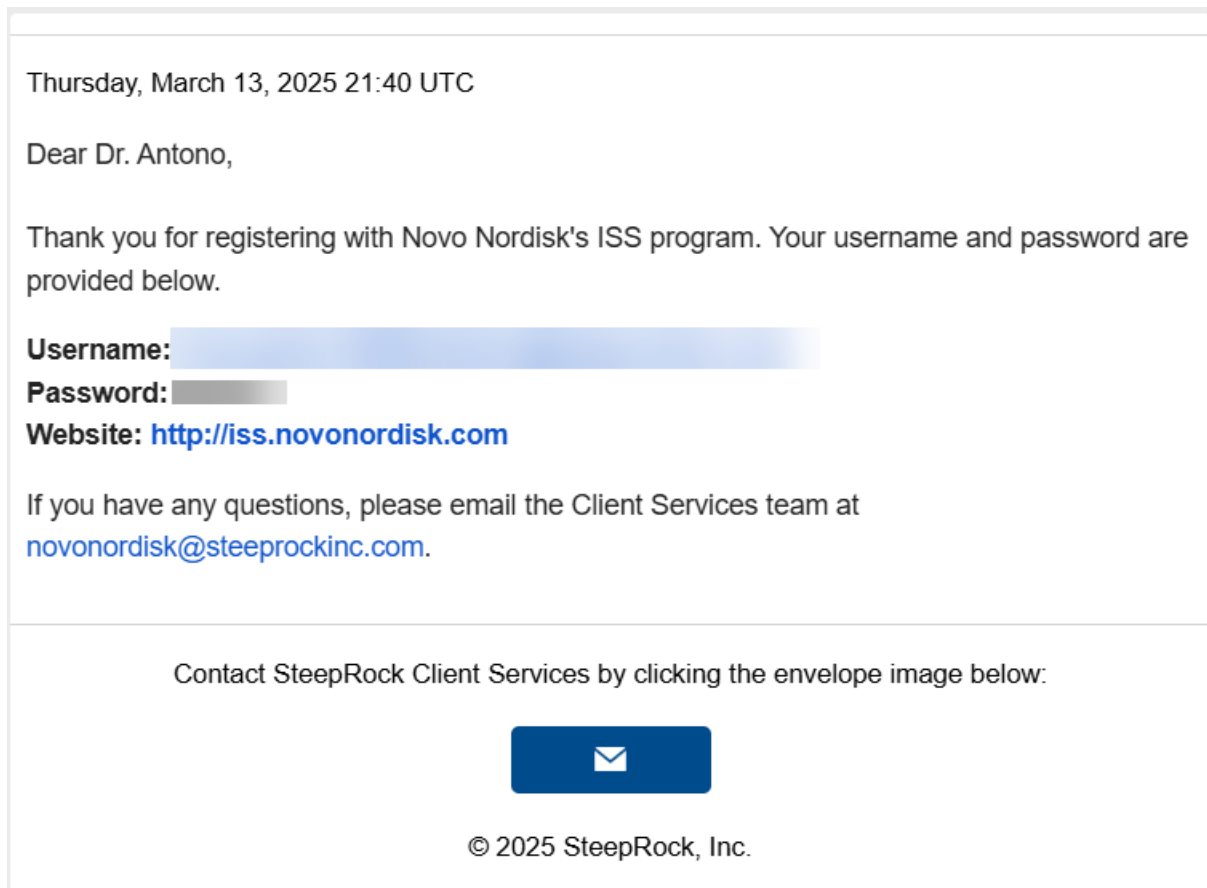 Thursday, March 13, 2025 21:40 UTC
Dear Dr. Antono,
Thank you for registering with Novo Nordisk's ISS program. Your username and password are
provided below.
Username:
Password:
Website: http://iss.novonordisk.com
If you have any questions, please email the Client Services team at
novonordisk@steeprockinc.com.
Contact SteepRock Client Services by clicking the envelope image below:
© 2025 SteepRock, Inc.